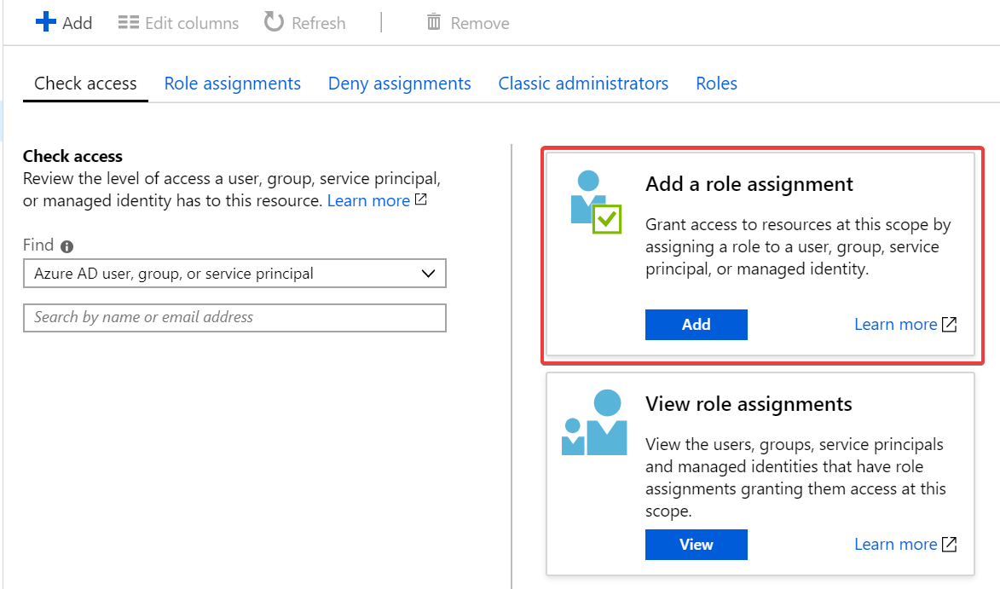 Add
Edit columns
Refresh
Remove
Check access
Role assignments
Deny assignments
Classic administrators
Roles
Check access
Review the level of access a user, group, service principal,
or managed identity has to this resource. Learn more
Find
Azure AD user, group, or service principal
Search by name or email address
Add a role assignment
Grant access to resources at this scope by
assigning a role to a user, group, service
principal, or managed identity.
Add
Learn more
View role assignments
View the users, groups, service principals
and managed identities that have role
assignments granting them access at this
scope.
View
Learn more